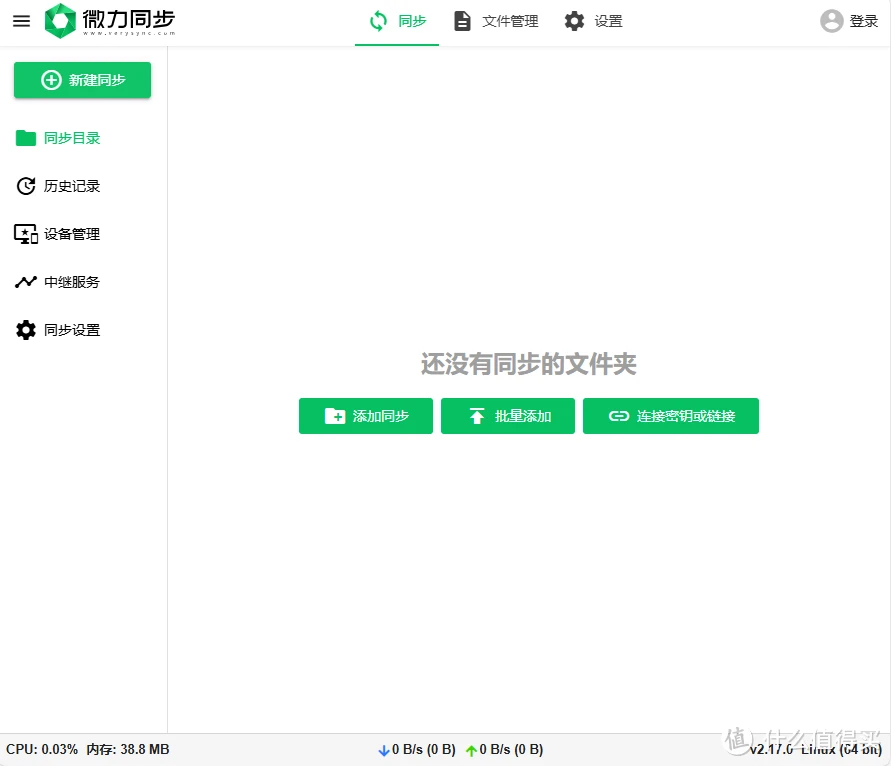 微力同步
www.verysync.com
同步
文件管理
设置
登录
新建同步
同步目录
历史记录
设备管理
中继服务
同步设置
还没有同步的文件夹
添加同步
批量添加
连接密钥或链接
CPU: 0.03% 内存: 38.8 MB
0 B/s (0 B) 0 B/s (0 B)
v2.17.0 Linux (64 bit)
值 什么值得买